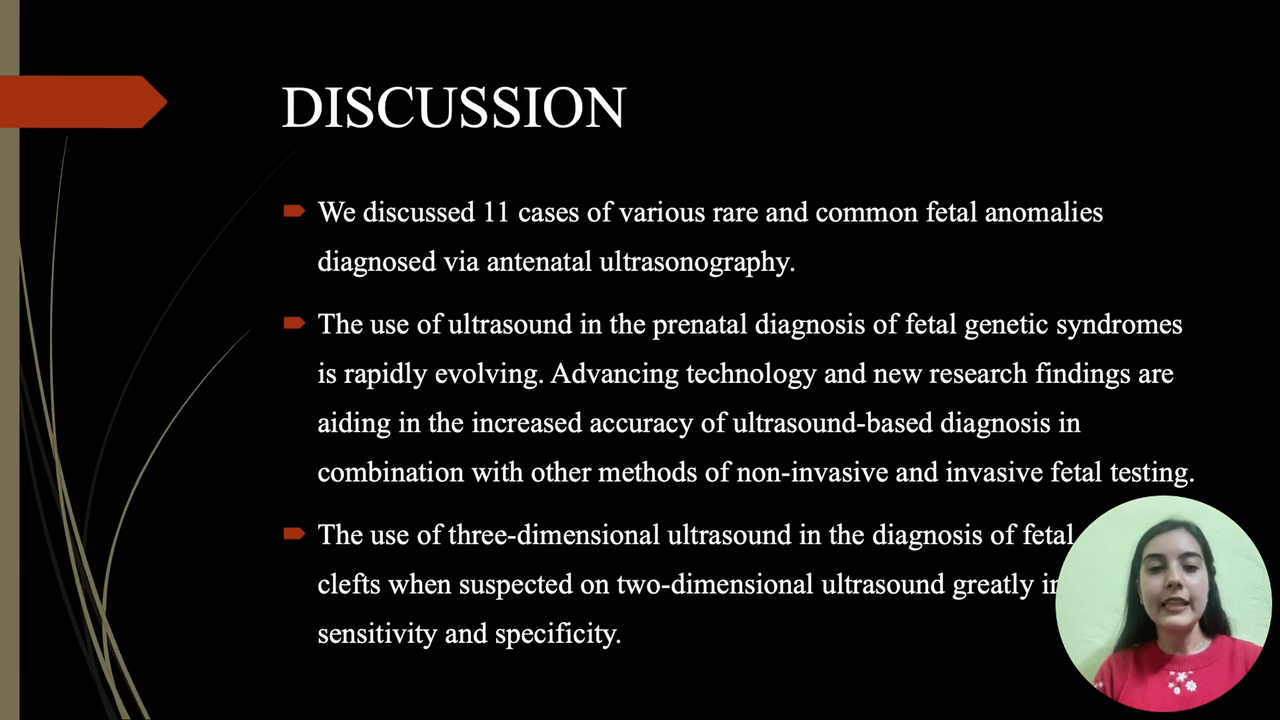 DISCUSSION
We discussed 11 cases of various rare and common fetal anomalies
diagnosed via antenatal ultrasonography.
The use of ultrasound in the prenatal diagnosis of fetal genetic syndromes
is rapidly evolving. Advancing technology and new research findings are
aiding in the increased accuracy of ultrasound-based diagnosis in
combination with other methods of non-invasive and invasive fetal testing.
The use of three-dimensional ultrasound in the diagnosis of fetal
clefts when suspected on two-dimensional ultrasound greatly
sensitivity and specificity.